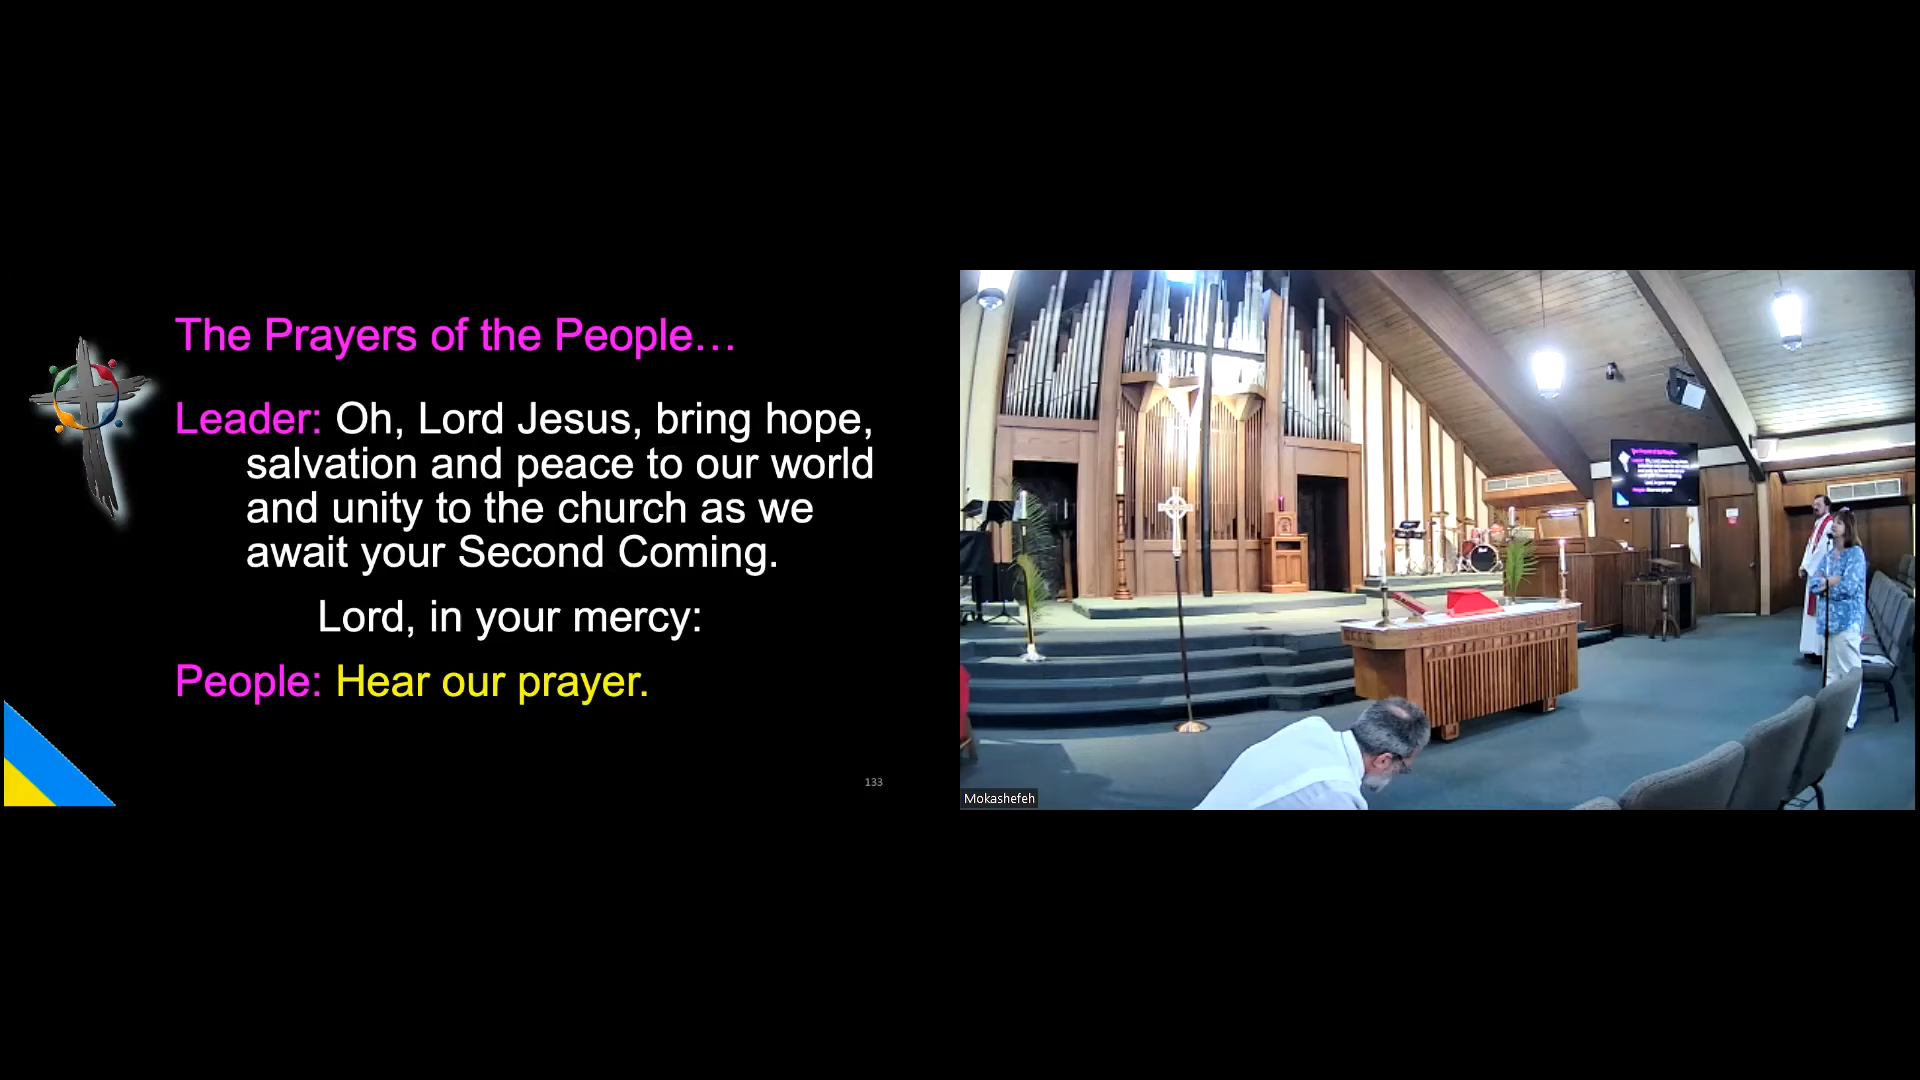 The Prayers of the People…
Leader: Oh, Lord Jesus, bring hope,
salvation and peace to our world
and unity to the church as we
await your Second Coming.
Lord, in your mercy:
People: Hear our prayer.
133
Mokashefeh